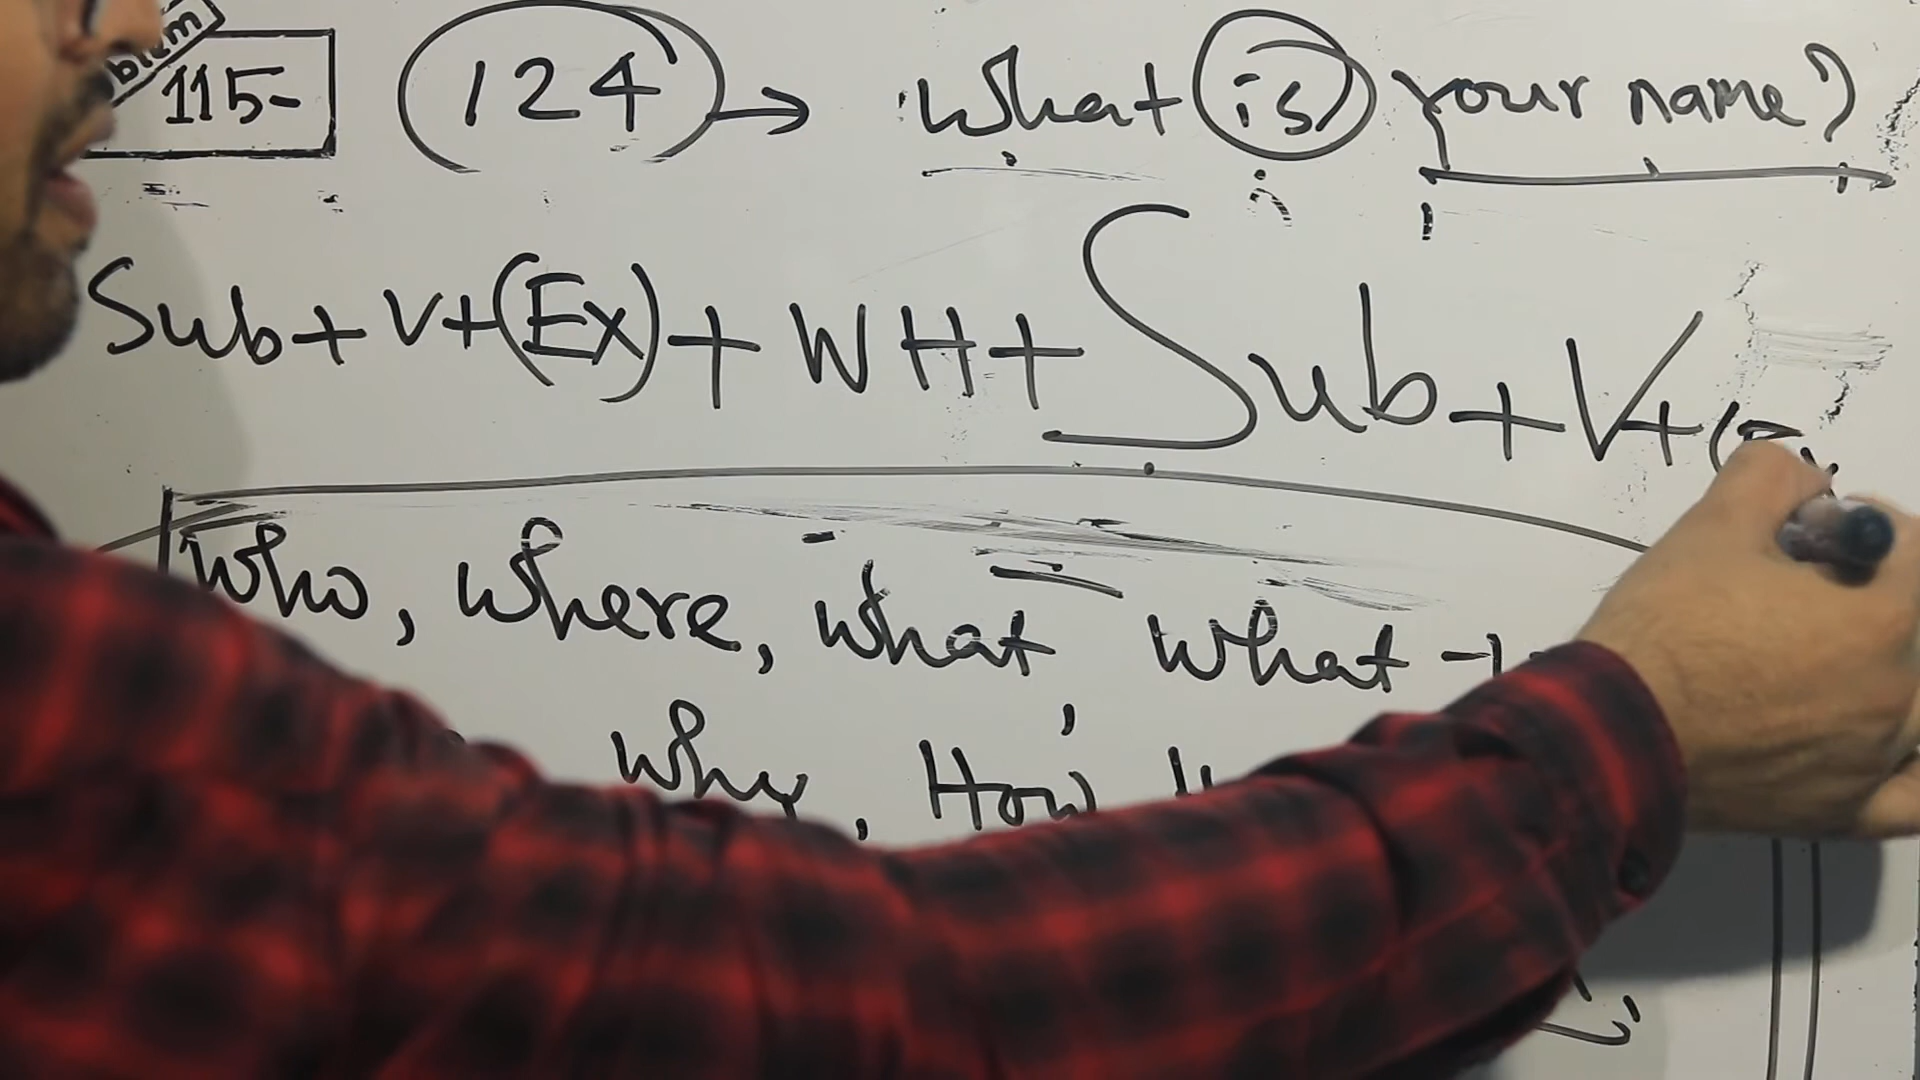 115-
124 → What is your name?
Sub + V + (Ex) + WH + Sub + V + (
Who, where, what, what
Why, How